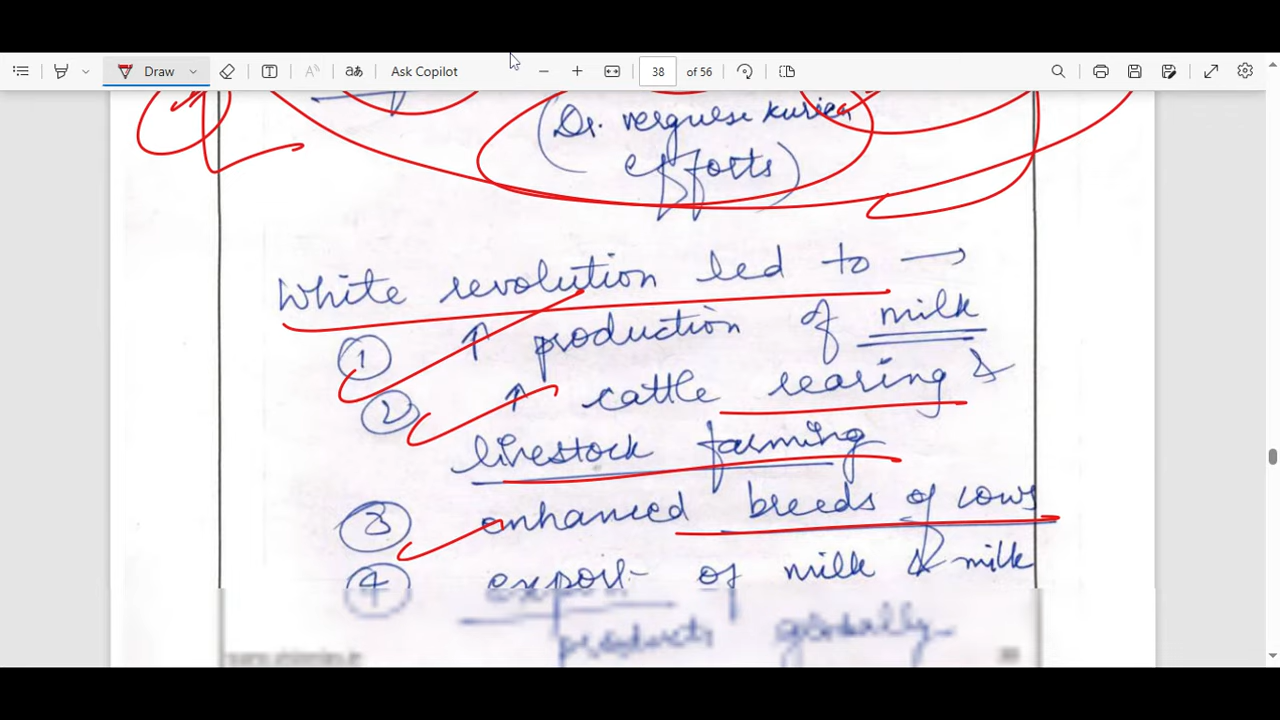 Draw
Ask Copilot
38 of 56
(Dr. verguese kurien
efforts)
White revolution led to →
① ↑ production of milk
② ↑ cattle rearing &
livestock farming
③ enhanced breeds of cows
④ export of milk & milk
products globally